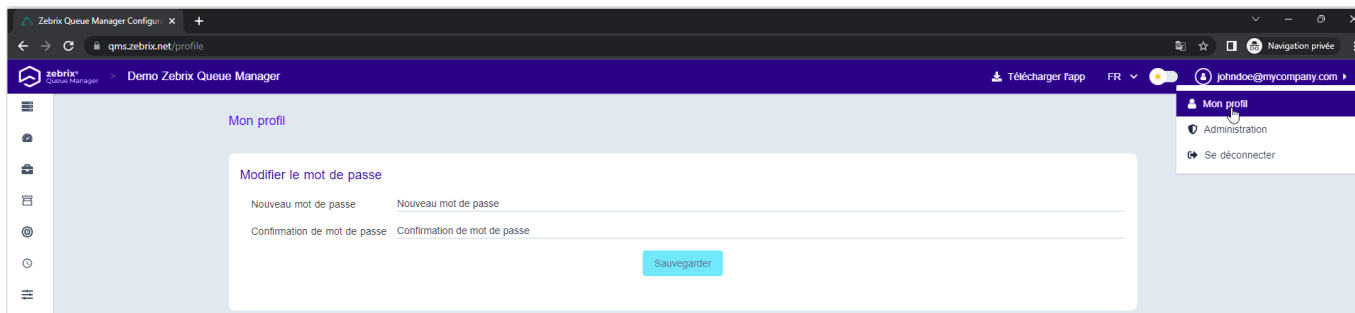 Zebrix Queue Manager Configur
qms.zebrix.net/profile
Navigation privée
zebrix®
Queue Manager
> Demo Zebrix Queue Manager
Télécharger l'app
FR
johndoe@mycompany.com
Mon profil
Administration
Se déconnecter
Mon profil
Modifier le mot de passe
Nouveau mot de passe Nouveau mot de passe
Confirmation de mot de passe Confirmation de mot de passe
Sauvegarder